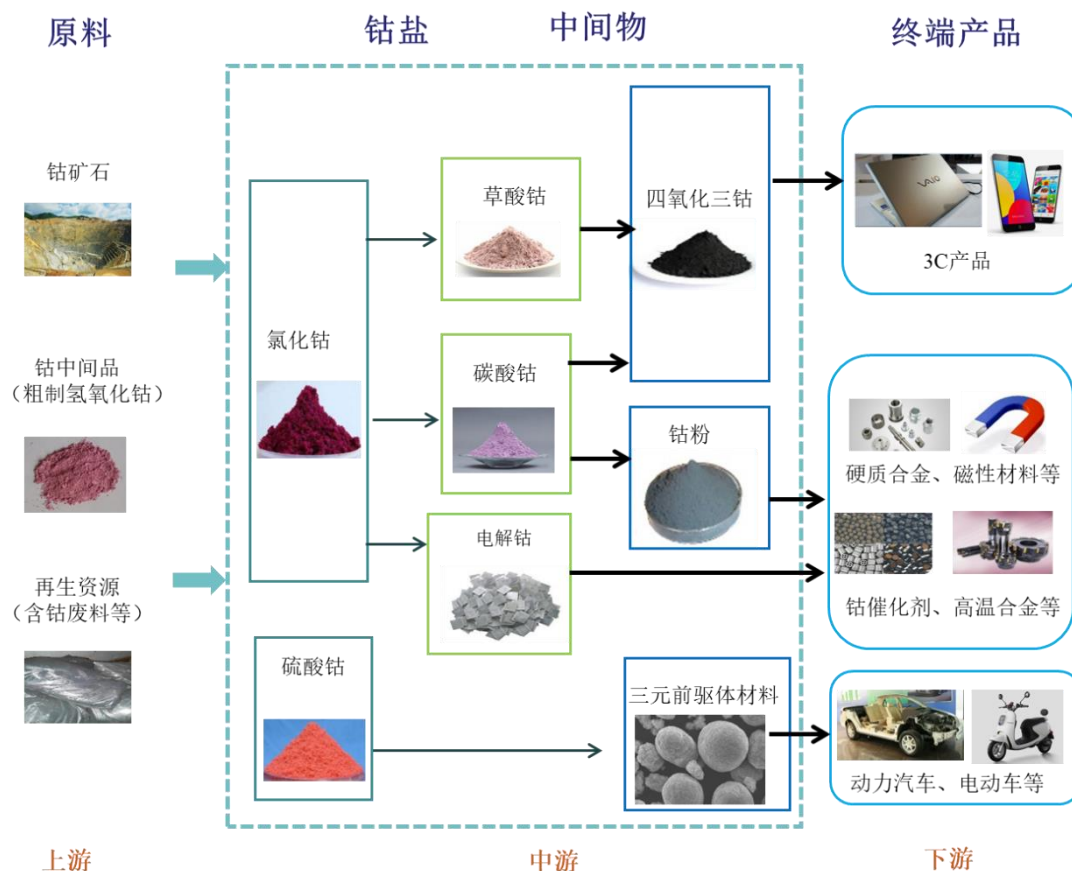 原料
钴盐
中间物
终端产品
钴矿石
钴中间品
（粗制氢氧化钴）
再生资源
（含钴废料等）
氯化钴
硫酸钴
草酸钴
碳酸钴
电解钴
四氧化三钴
钴粉
三元前驱体材料
VAIO
3C产品
硬质合金、磁性材料等
钴催化剂、高温合金等
动力汽车、电动车等
上游
中游
下游